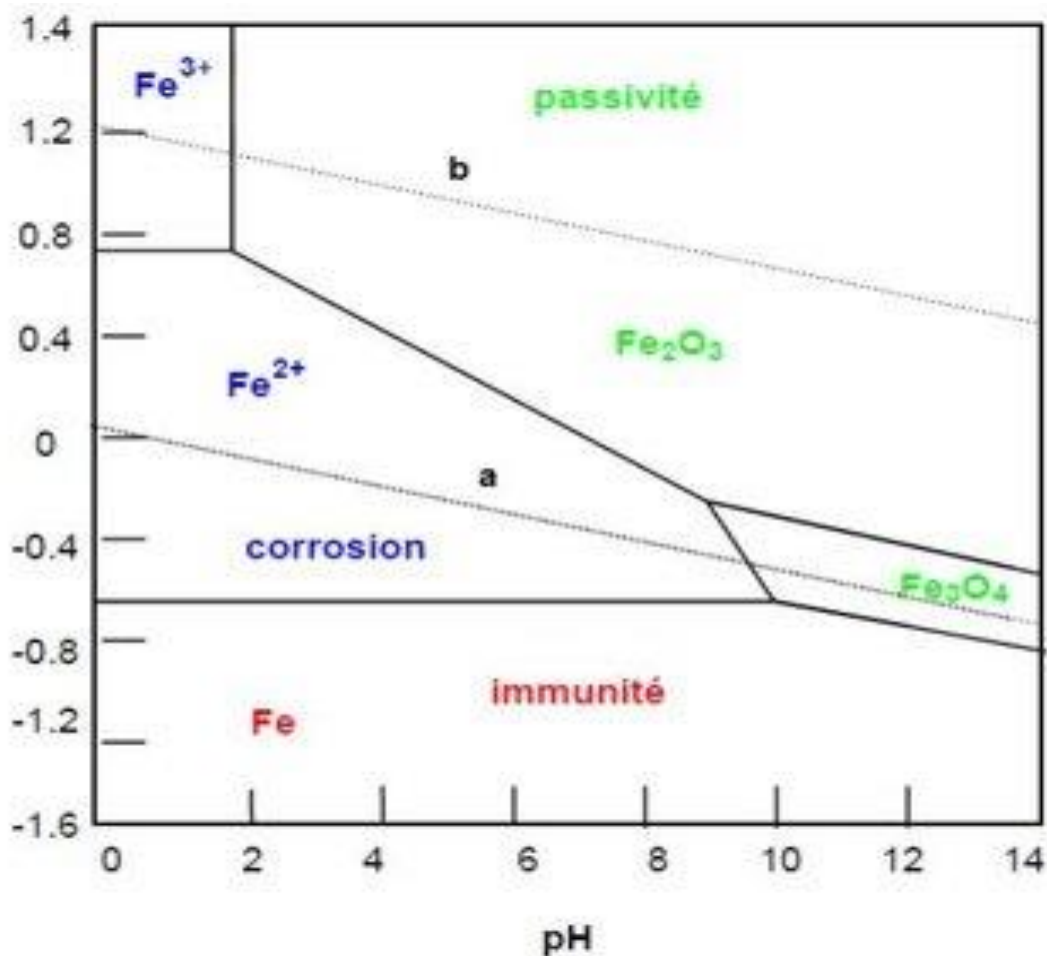 1.4
Fe3+
passivité
1.2
b
0.8
0.4
Fe2O3
Fe2+
0
a
-0.4
corrosion
Fe3O4
-0.8
immunité
-1.2
Fe
-1.6
0 2 4 6 8 10 12 14
pH